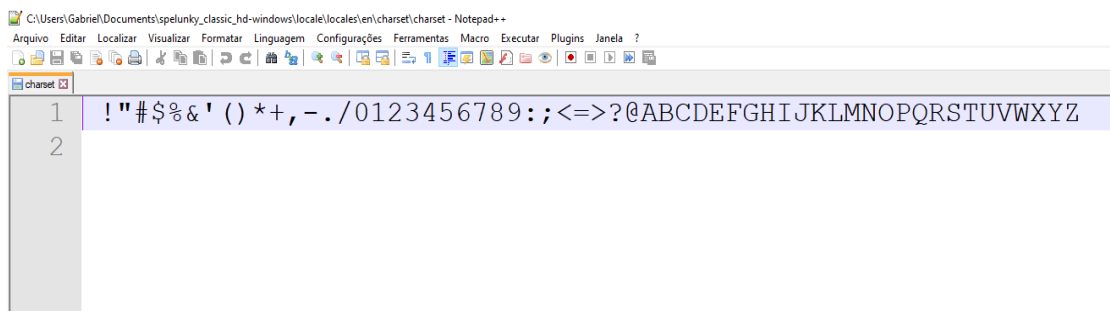 C:\Users\Gabriel\Documents\spelunky_classic_hd-windows\locale\locales\en\charset\charset - Notepad++
Arquivo Editar Localizar Visualizar Formatar Linguagem Configurações Ferramentas Macro Executar Plugins Janela ?
charset
1 !"#$%&'()*+,-./0123456789:;<=>?@ABCDEFGHIJKLMNOPQRSTUVWXYZ
2